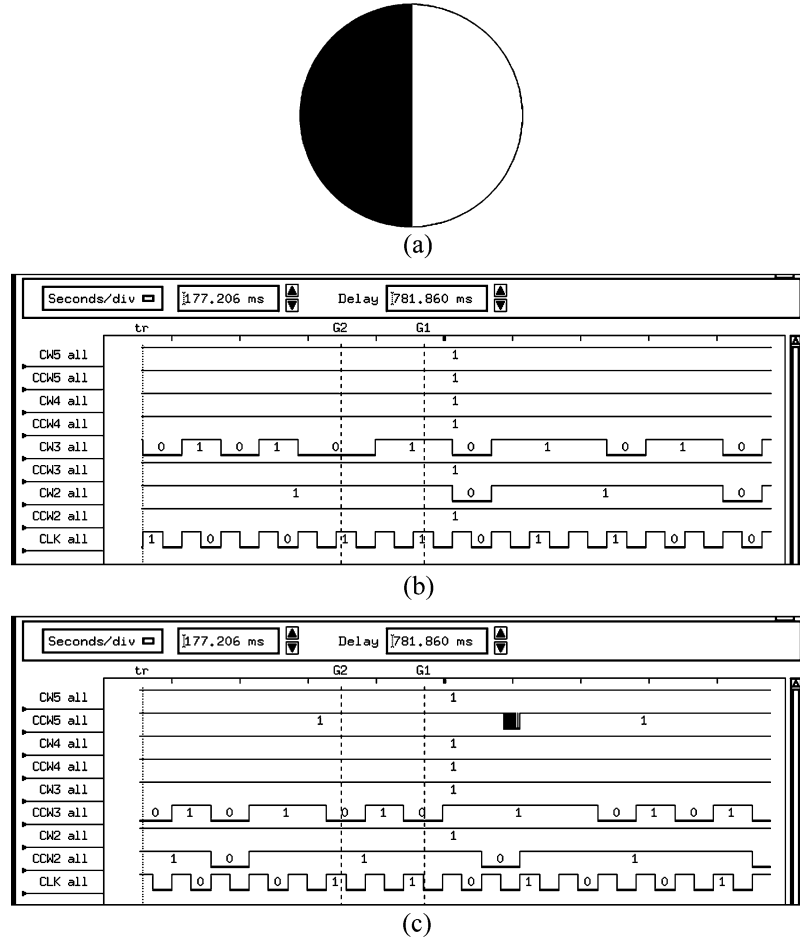 (a)
Seconds/div 177.206 ms Delay 781.860 ms
tr G2 G1
CW5 all 1
CCW5 all 1
CW4 all 1
CCW4 all 1
CW3 all 0 1 0 1 0 1 0 1 0 1 0
CCW3 all 1
CW2 all 1 0 1 0
CCW2 all 1
CLK all 1 0 0 1 1 0 1 1 0 0
(b)
Seconds/div 177.206 ms Delay 781.860 ms
tr G2 G1
CW5 all 1
CCW5 all 1 1
CW4 all 1
CCW4 all 1
CW3 all 1
CCW3 all 0 1 0 1 0 1 0 1 0 1 0 1
CW2 all 1
CCW2 all 1 0 1 0 1
CLK all 0 0 1 1 0 1 0 0 1
(c)